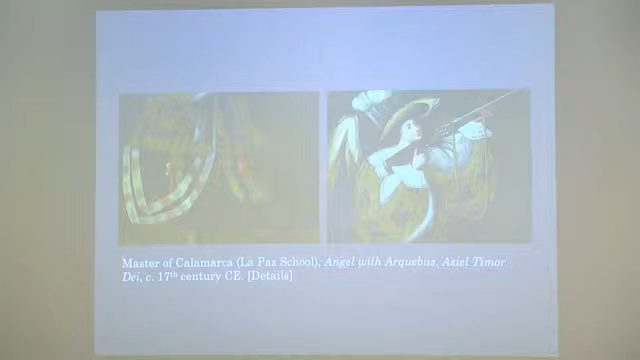 Master of Calamarca (La Paz School), Angel with Arquebus, Asiel Timor
Dei, c. 17th century CE. [Details]